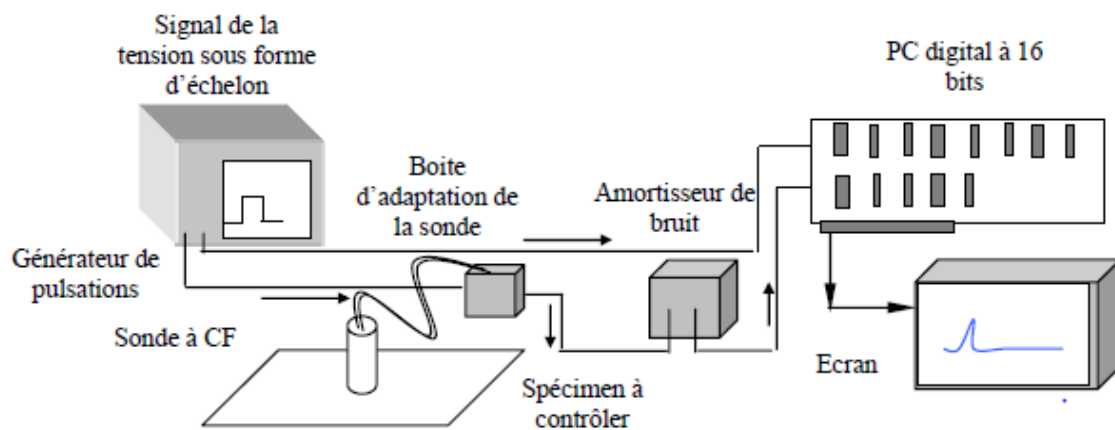 Signal de la
tension sous forme
d'échelon
PC digital à 16
bits
Boite
d'adaptation de
la sonde
Amortisseur de
bruit
Générateur de
pulsations
Sonde à CF
Spécimen à
contrôler
Ecran